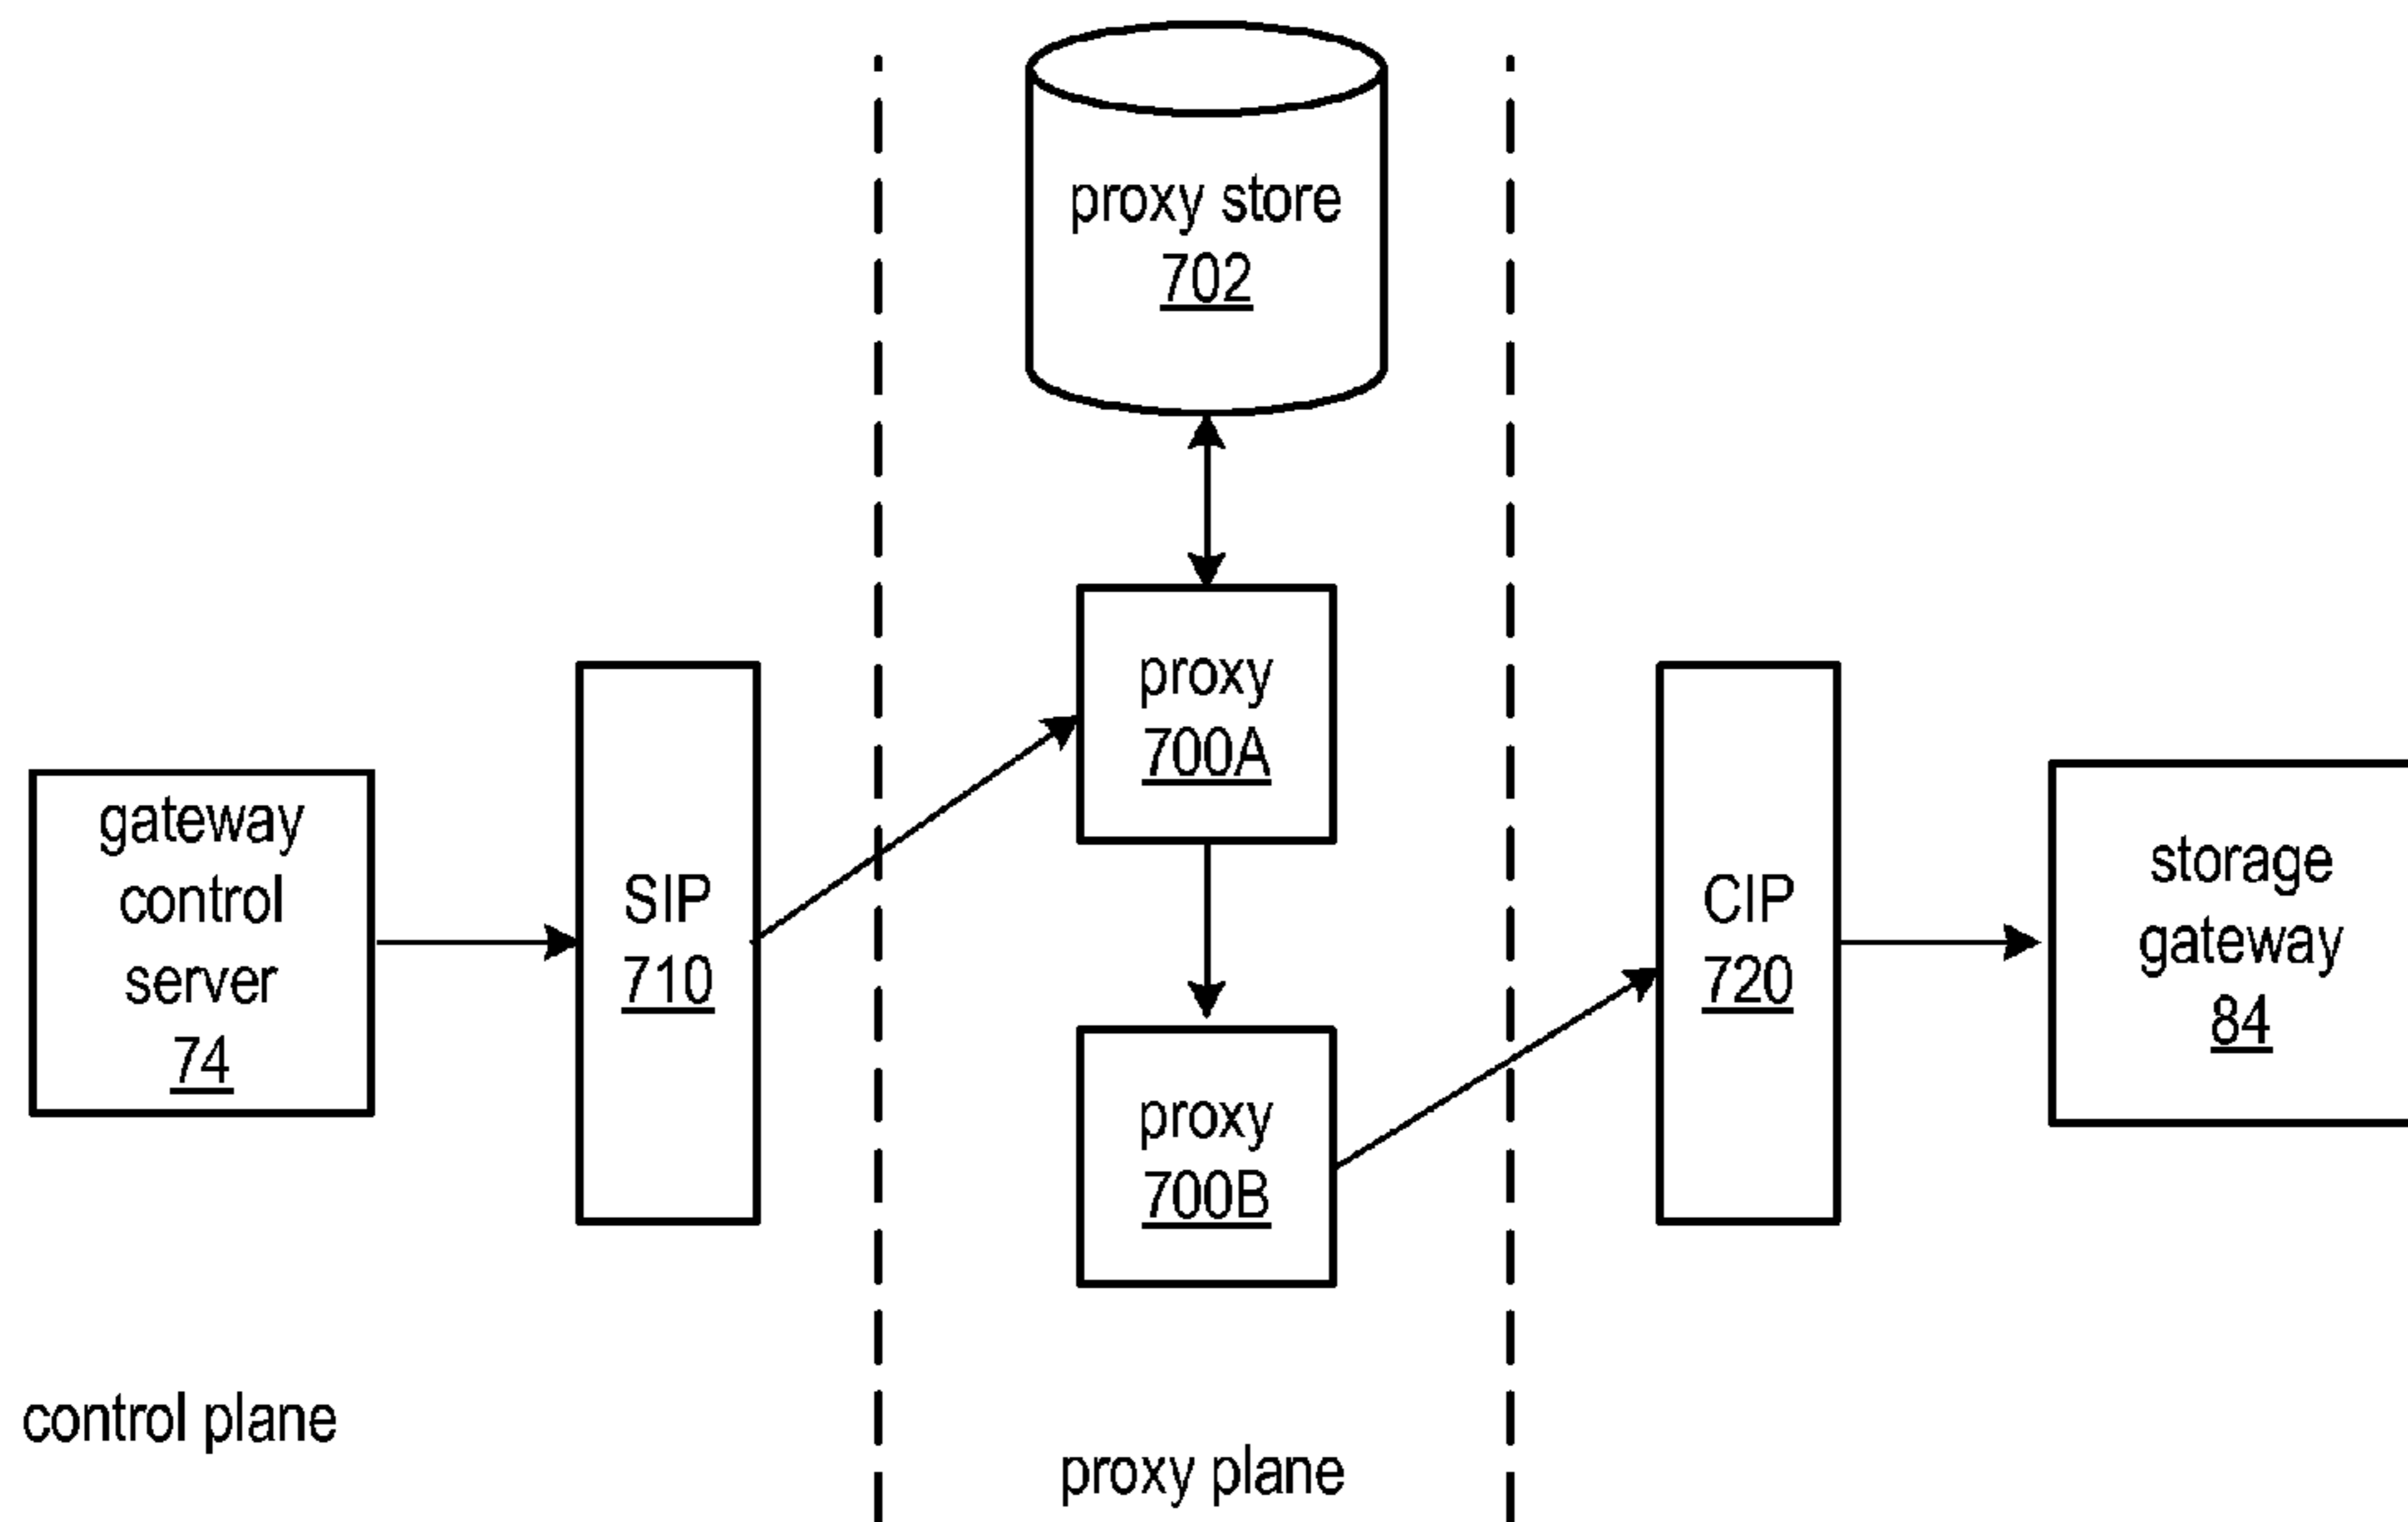 proxy store
702
proxy
700A
gateway
control
server
74
SIP
710
CIP
720
storage
gateway
84
proxy
700B
control plane
proxy plane